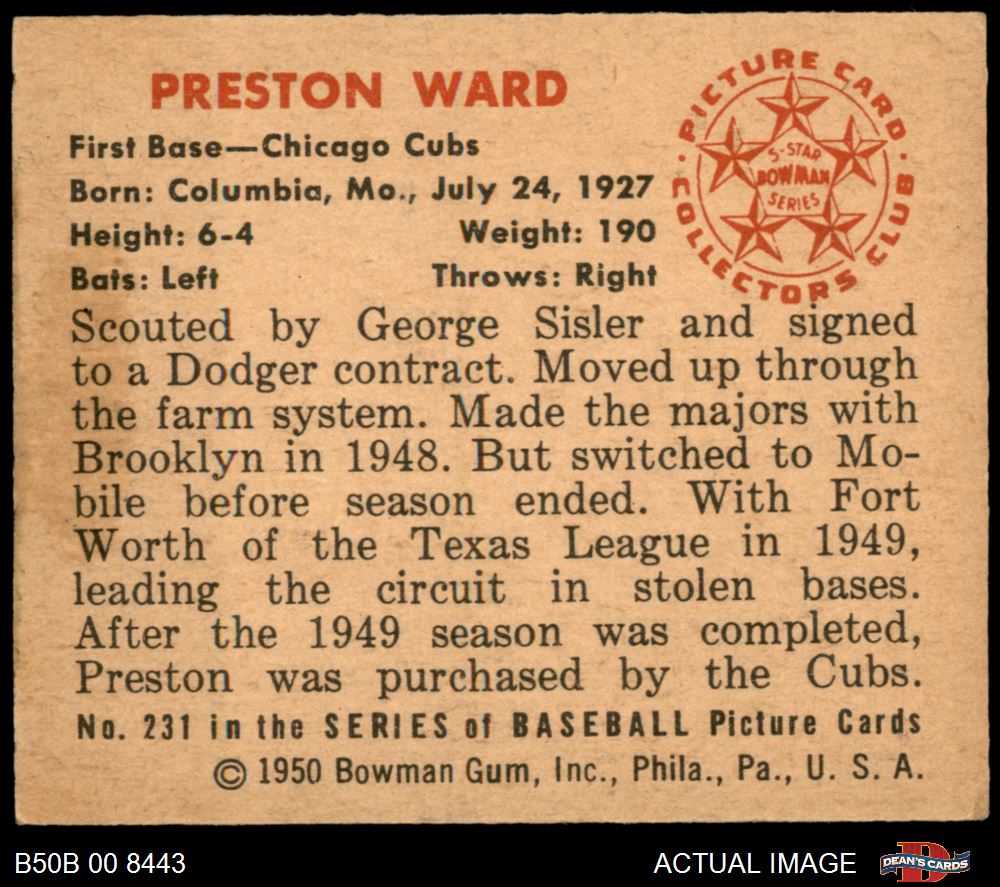 PRESTON WARD
First Base—Chicago Cubs
Born: Columbia, Mo., July 24, 1927
Height: 6-4 Weight: 190
Bats: Left Throws: Right
PICTURE CARD
COLLECTORS CLUB
5-STAR
BOWMAN
SERIES
Scouted by George Sisler and signed
to a Dodger contract. Moved up through
the farm system. Made the majors with
Brooklyn in 1948. But switched to Mo-
bile before season ended. With Fort
Worth of the Texas League in 1949,
leading the circuit in stolen bases.
After the 1949 season was completed,
Preston was purchased by the Cubs.
No. 231 in the SERIES of BASEBALL Picture Cards
© 1950 Bowman Gum, Inc., Phila., Pa., U. S. A.
B50B 00 8443
ACTUAL IMAGE
D
DEAN'S CARDS